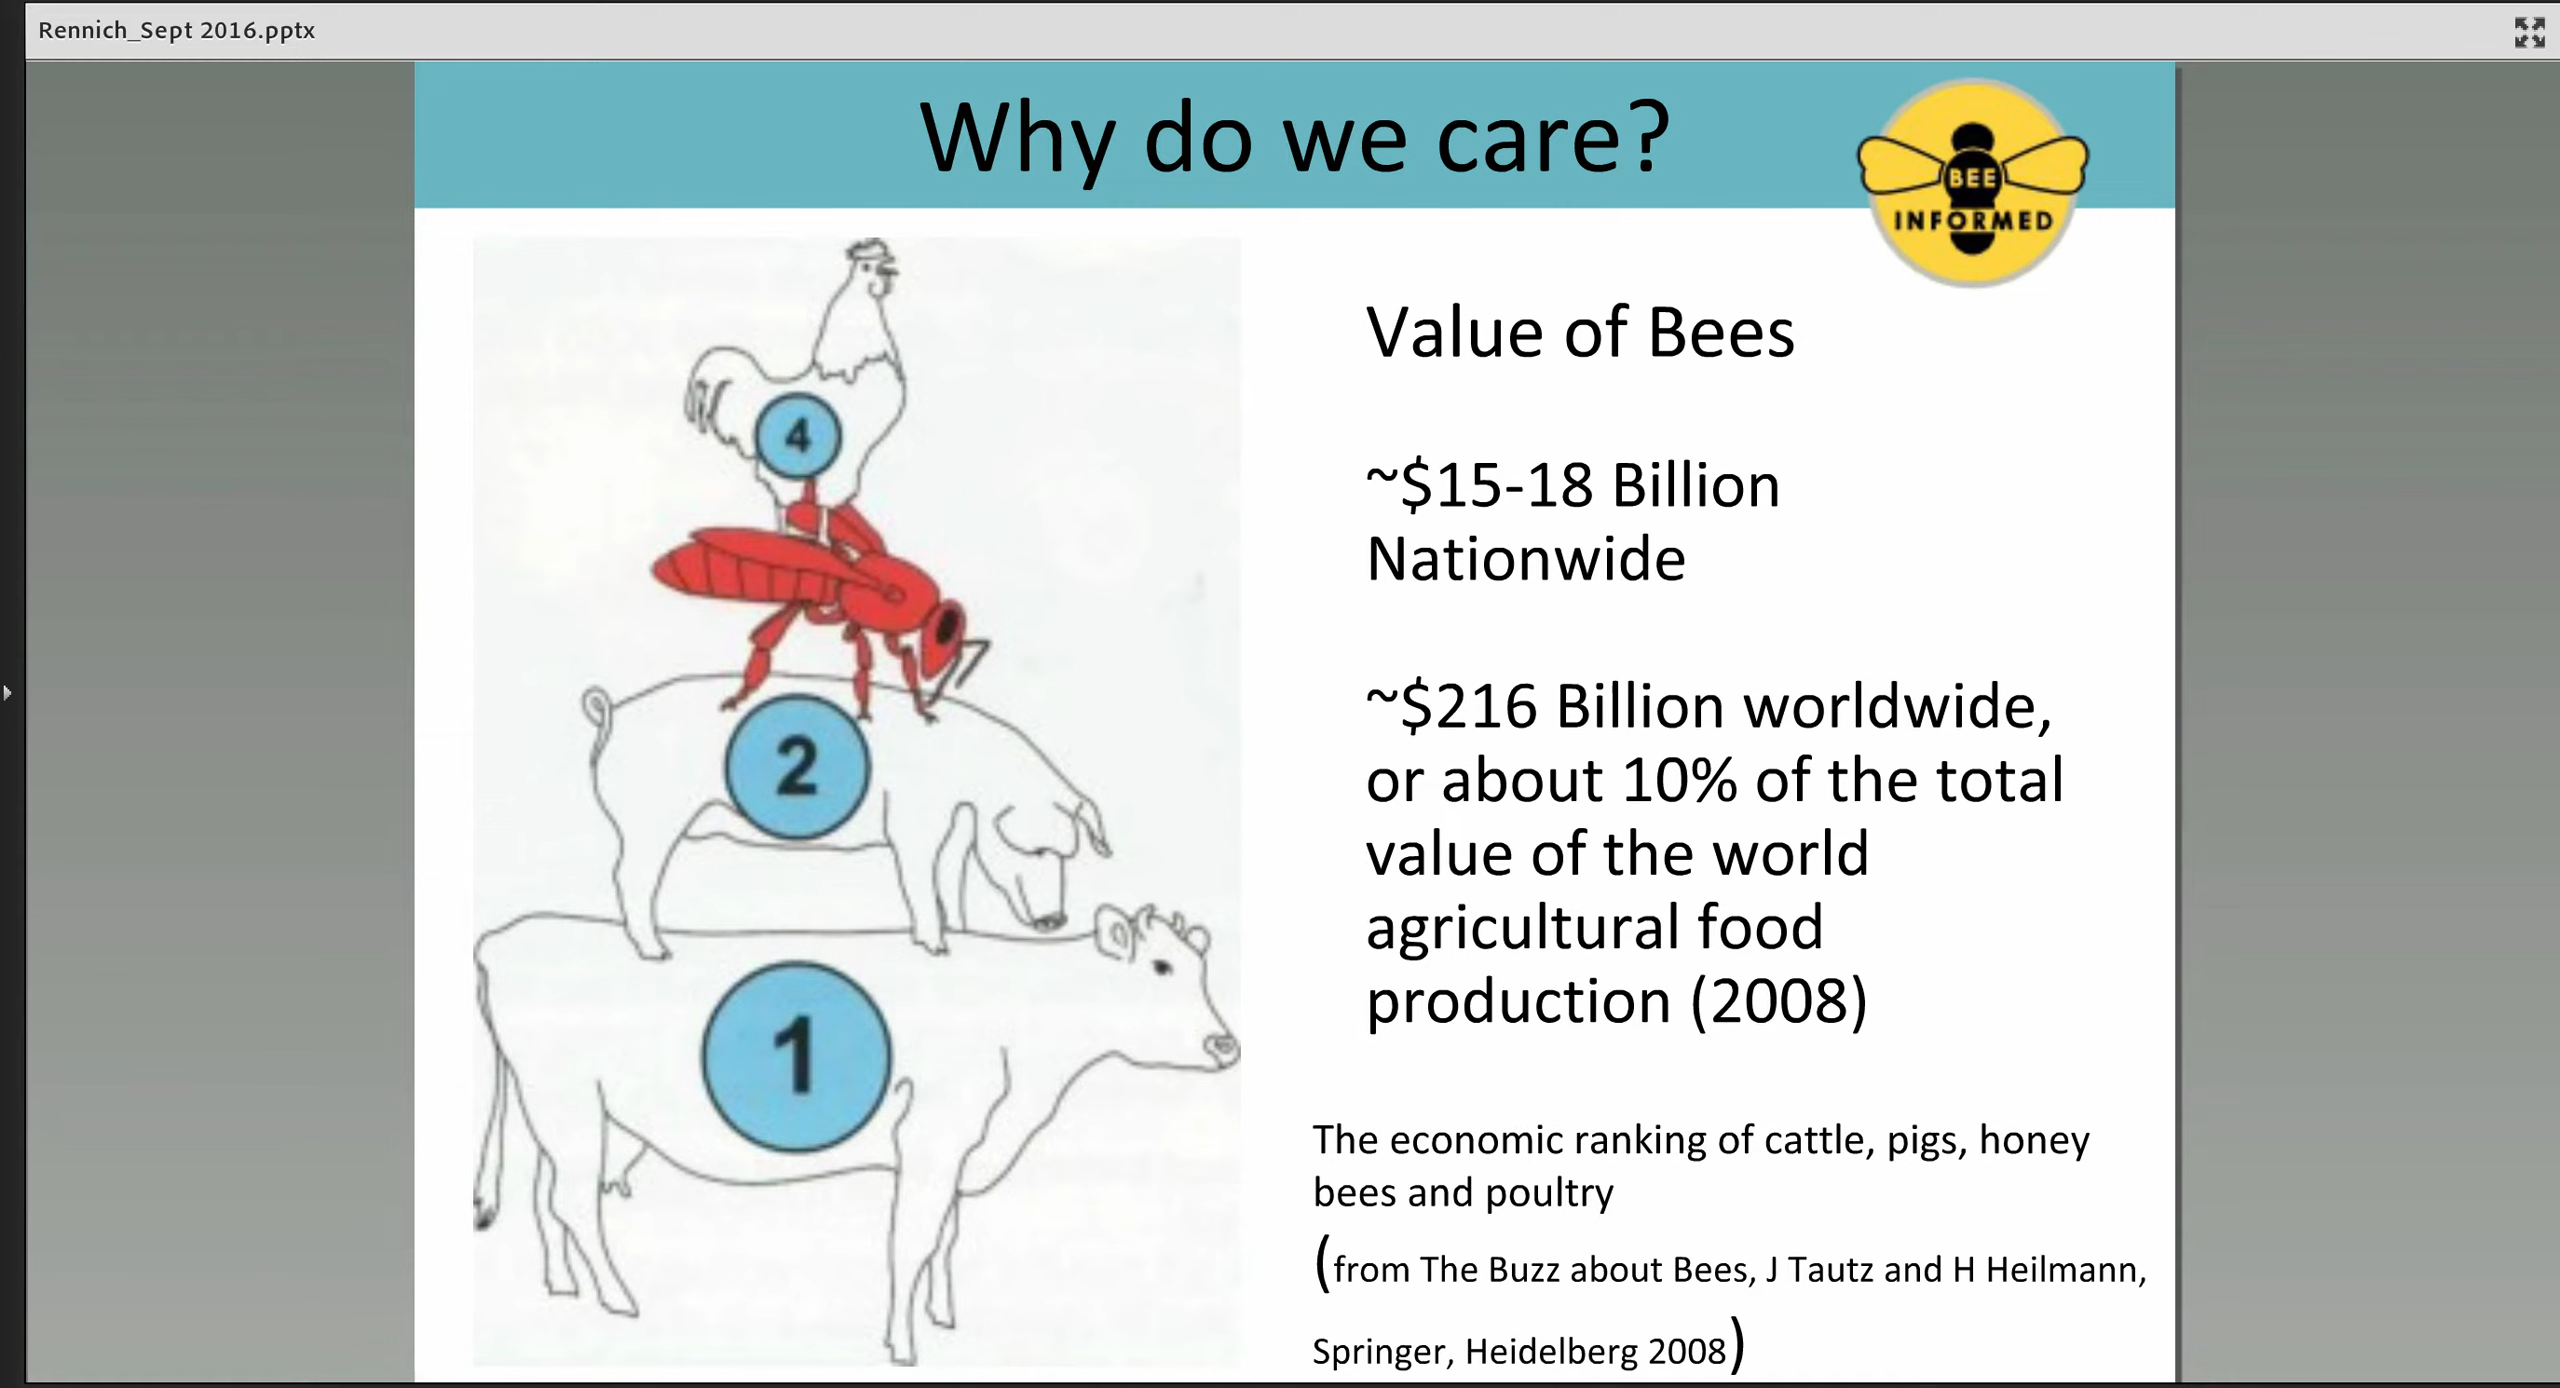 Rennich_Sept 2016.pptx
Why do we care?
BEE
INFORMED
4
2
1
Value of Bees
~$15-18 Billion
Nationwide
~$216 Billion worldwide,
or about 10% of the total
value of the world
agricultural food
production (2008)
The economic ranking of cattle, pigs, honey
bees and poultry
(from The Buzz about Bees, J Tautz and H Heilmann,
Springer, Heidelberg 2008)